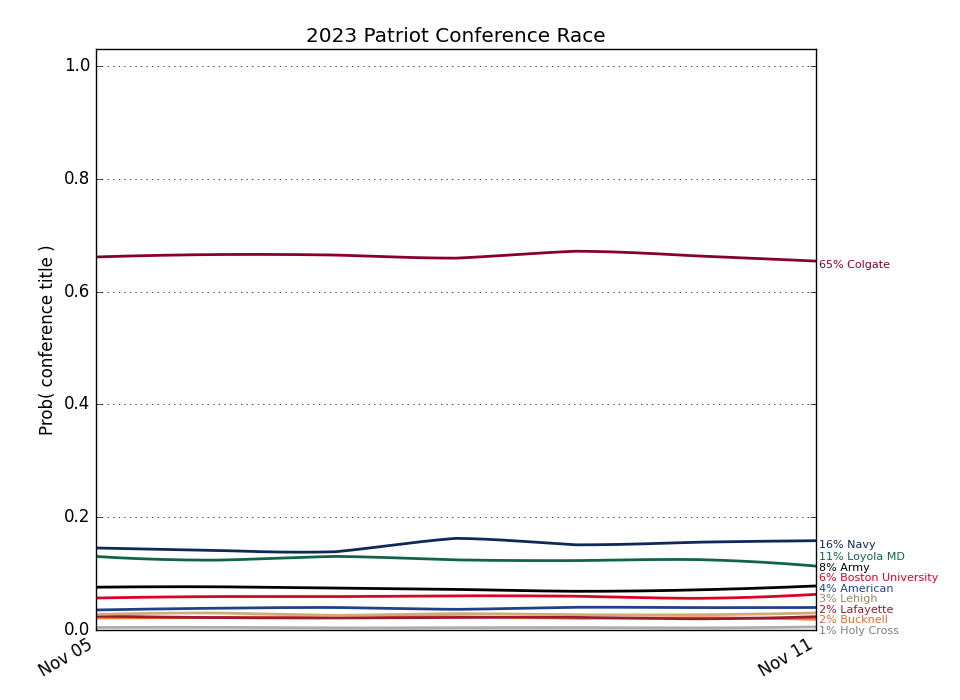 2023 Patriot Conference Race
Prob( conference title )
1.0
0.8
0.6
0.4
0.2
0.0
Nov 05
Nov 11
65% Colgate
16% Navy
11% Loyola MD
8% Army
6% Boston University
4% American
3% Lehigh
2% Lafayette
2% Bucknell
1% Holy Cross